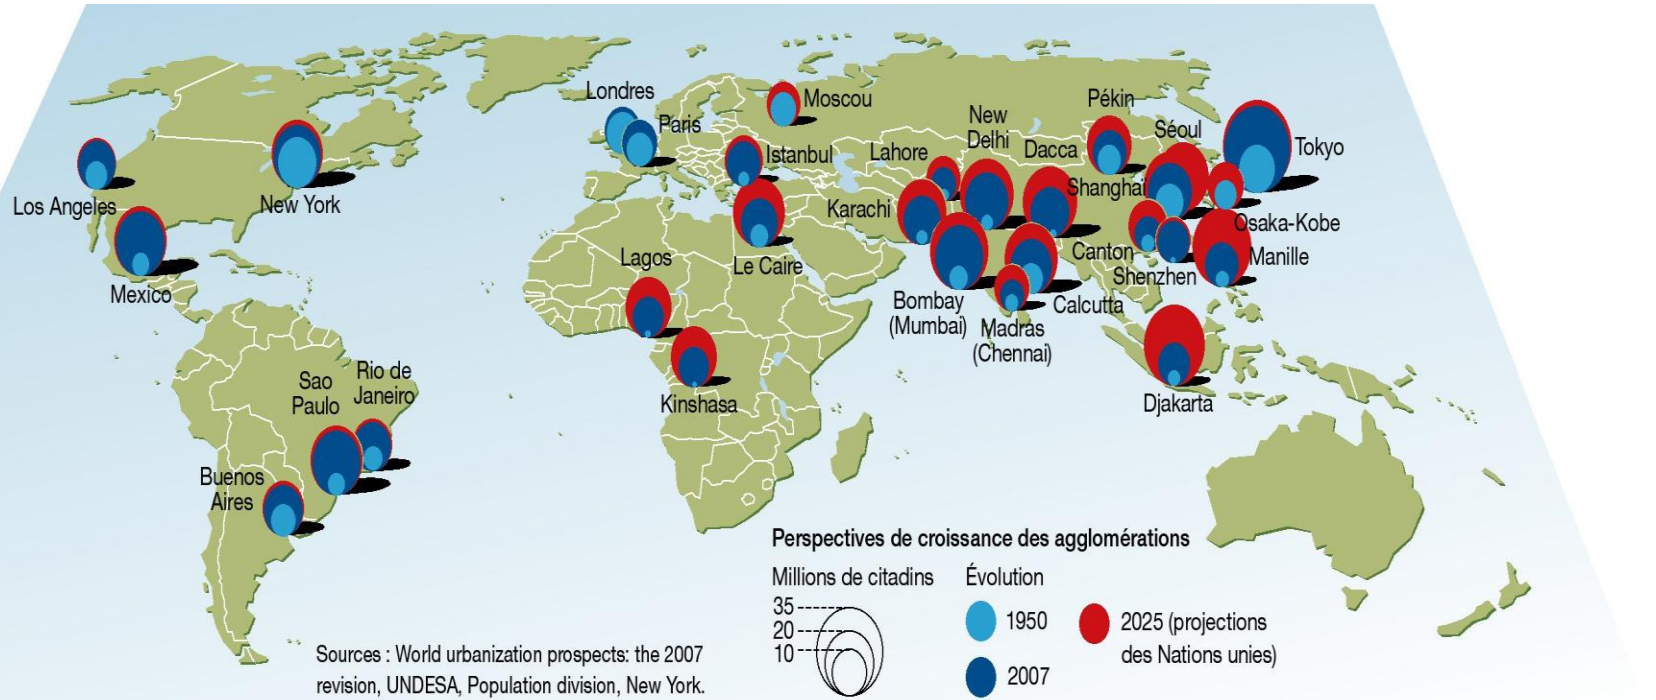 Londres
Paris
Moscou
Istanbul
Lahore
New
Delhi
Dacca
Pékin
Séoul
Tokyo
Shanghai
Osaka-Kobe
Los Angeles
New York
Karachi
Canton
Shenzhen
Manille
Mexico
Lagos
Le Caire
Bombay
(Mumbai)
Madras
(Chennai)
Calcutta
Kinshasa
Djakarta
Sao
Paulo
Rio de
Janeiro
Buenos
Aires
Perspectives de croissance des agglomérations
Millions de citadins
35
20
10
Évolution
1950
2007
2025 (projections
des Nations unies)
Sources : World urbanization prospects: the 2007
revision, UNDESA, Population division, New York.